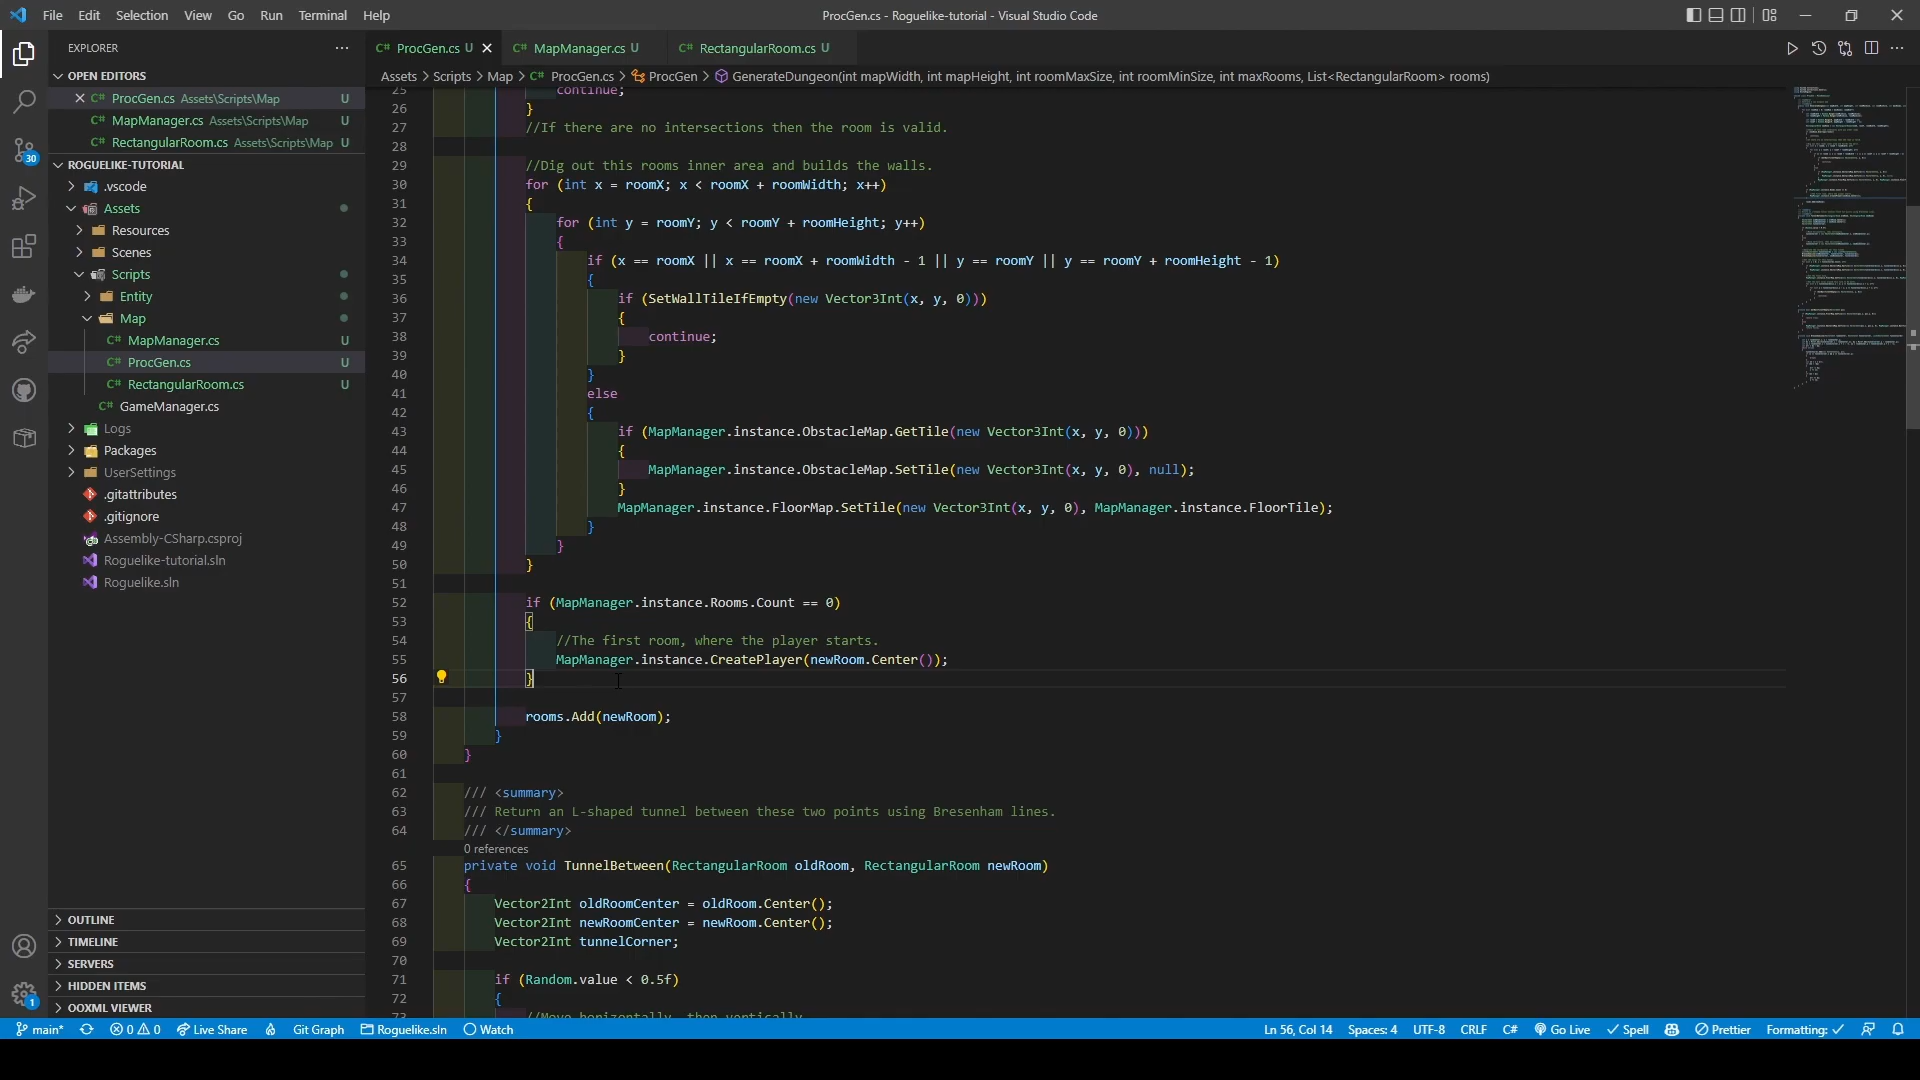 File Edit Selection View Go Run Terminal Help
ProcGen.cs - Roguelike-tutorial - Visual Studio Code
EXPLORER
OPEN EDITORS
ProcGen.cs Assets\Scripts\Map U
MapManager.cs Assets\Scripts\Map U
RectangularRoom.cs Assets\Scripts\Map U
ROGUELIKE-TUTORIAL
.vscode
Assets
Resources
Scenes
Scripts
Entity
Map
MapManager.cs U
ProcGen.cs U
RectangularRoom.cs U
GameManager.cs
Logs
Packages
UserSettings
.gitattributes
.gitignore
Assembly-CSharp.csproj
Roguelike-tutorial.sln
Roguelike.sln
OUTLINE
TIMELINE
SERVERS
HIDDEN ITEMS
OOXML VIEWER
30
1
ProcGen.cs U MapManager.cs U RectangularRoom.cs U
Assets > Scripts > Map > ProcGen.cs > ProcGen > GenerateDungeon(int mapWidth, int mapHeight, int roomMaxSize, int roomMinSize, int maxRooms, List<RectangularRoom> rooms)
25 continue;
26 }
27 //If there are no intersections then the room is valid.
28
29 //Dig out this rooms inner area and builds the walls.
30 for (int x = roomX; x < roomX + roomWidth; x++)
31 {
32 for (int y = roomY; y < roomY + roomHeight; y++)
33 {
34 if (x == roomX || x == roomX + roomWidth - 1 || y == roomY || y == roomY + roomHeight - 1)
35 {
36 if (SetWallTileIfEmpty(new Vector3Int(x, y, 0)))
37 {
38 continue;
39 }
40 }
41 else
42 {
43 if (MapManager.instance.ObstacleMap.GetTile(new Vector3Int(x, y, 0)))
44 {
45 MapManager.instance.ObstacleMap.SetTile(new Vector3Int(x, y, 0), null);
46 }
47 MapManager.instance.FloorMap.SetTile(new Vector3Int(x, y, 0), MapManager.instance.FloorTile);
48 }
49 }
50 }
51
52 if (MapManager.instance.Rooms.Count == 0)
53 {
54 //The first room, where the player starts.
55 MapManager.instance.CreatePlayer(newRoom.Center());
56 }
57
58 rooms.Add(newRoom);
59 }
60 }
61
62 /// <summary>
63 /// Return an L-shaped tunnel between these two points using Bresenham lines.
64 /// </summary>
0 references
65 private void TunnelBetween(RectangularRoom oldRoom, RectangularRoom newRoom)
66 {
67 Vector2Int oldRoomCenter = oldRoom.Center();
68 Vector2Int newRoomCenter = newRoom.Center();
69 Vector2Int tunnelCorner;
70
71 if (Random.value < 0.5f)
72 {
73 //Move horizontally, then vertically
main* 0 0 Live Share Git Graph Roguelike.sln Watch
Ln 56, Col 14 Spaces: 4 UTF-8 CRLF C# Go Live Spell Prettier Formatting: